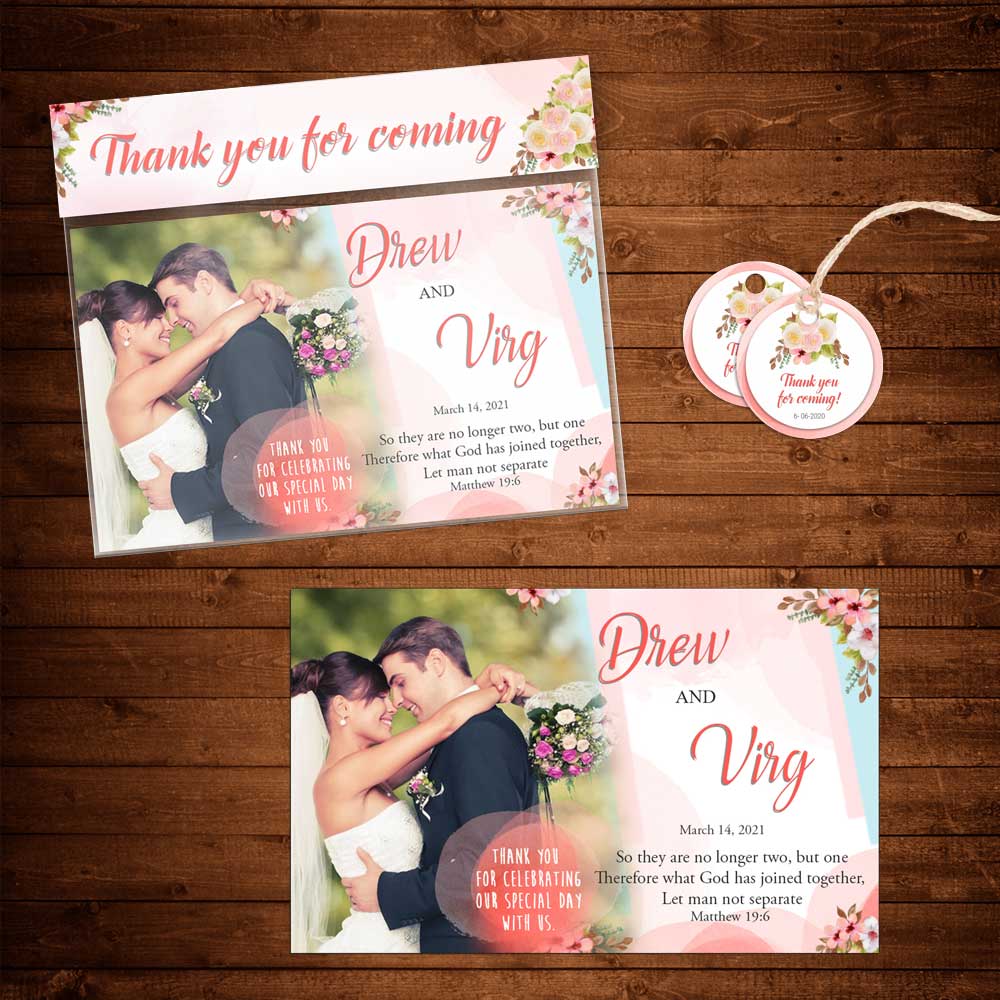 Thank you for coming
Drew
AND
Virg
March 14, 2021
So they are no longer two, but one
Therefore what God has joined together,
Let man not separate
Matthew 19:6
THANK YOU
FOR CELEBRATING
OUR SPECIAL DAY
WITH US.
Thank you
for coming!
6- 06-2020
Drew
AND
Virg
March 14, 2021
So they are no longer two, but one
Therefore what God has joined together,
Let man not separate
Matthew 19:6
THANK YOU
FOR CELEBRATING
OUR SPECIAL DAY
WITH US.